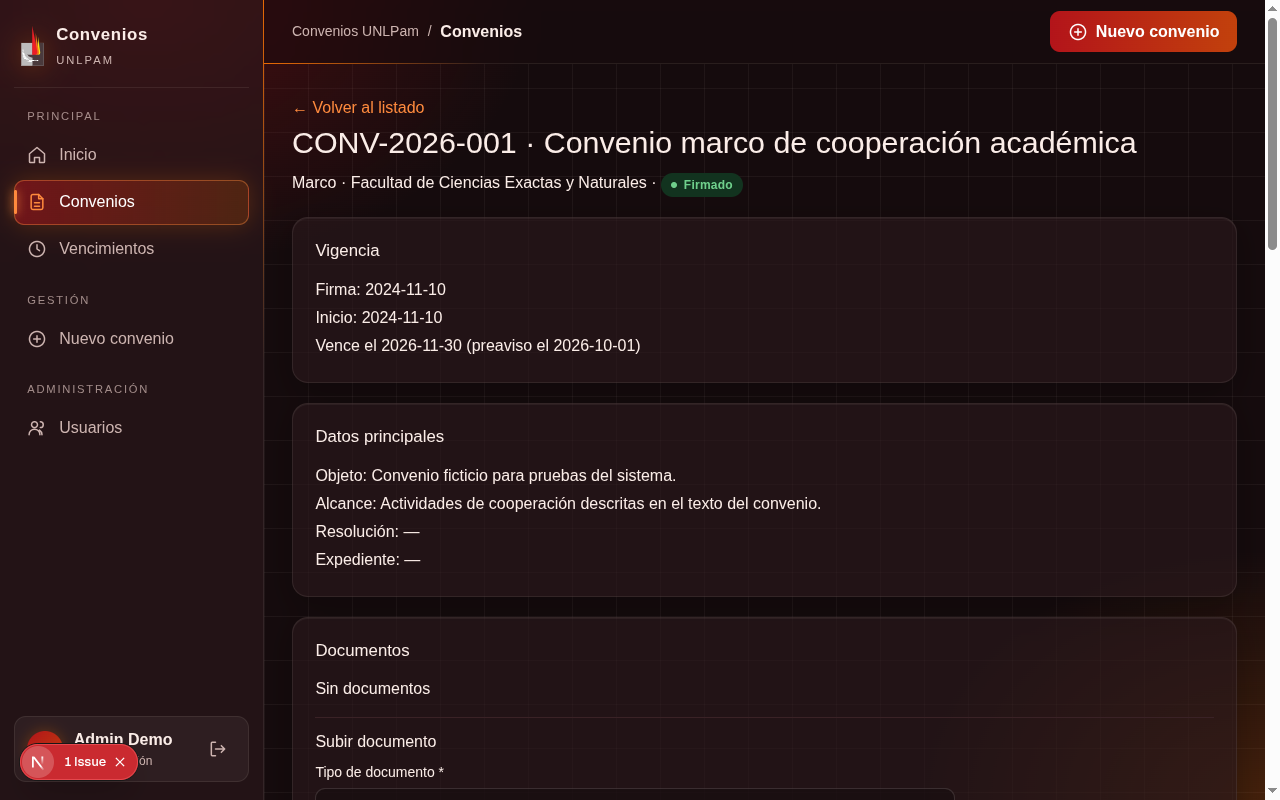 Convenios
UNLPAM
PRINCIPAL
Inicio
Convenios
Vencimientos
GESTIÓN
Nuevo convenio
ADMINISTRACIÓN
Usuarios
Admin Demo
ón
1 Issue
Convenios UNLPam / Convenios
Nuevo convenio
← Volver al listado
CONV-2026-001 · Convenio marco de cooperación académica
Marco · Facultad de Ciencias Exactas y Naturales · Firmado
Vigencia
Firma: 2024-11-10
Inicio: 2024-11-10
Vence el 2026-11-30 (preaviso el 2026-10-01)
Datos principales
Objeto: Convenio ficticio para pruebas del sistema.
Alcance: Actividades de cooperación descritas en el texto del convenio.
Resolución: —
Expediente: —
Documentos
Sin documentos
Subir documento
Tipo de documento *